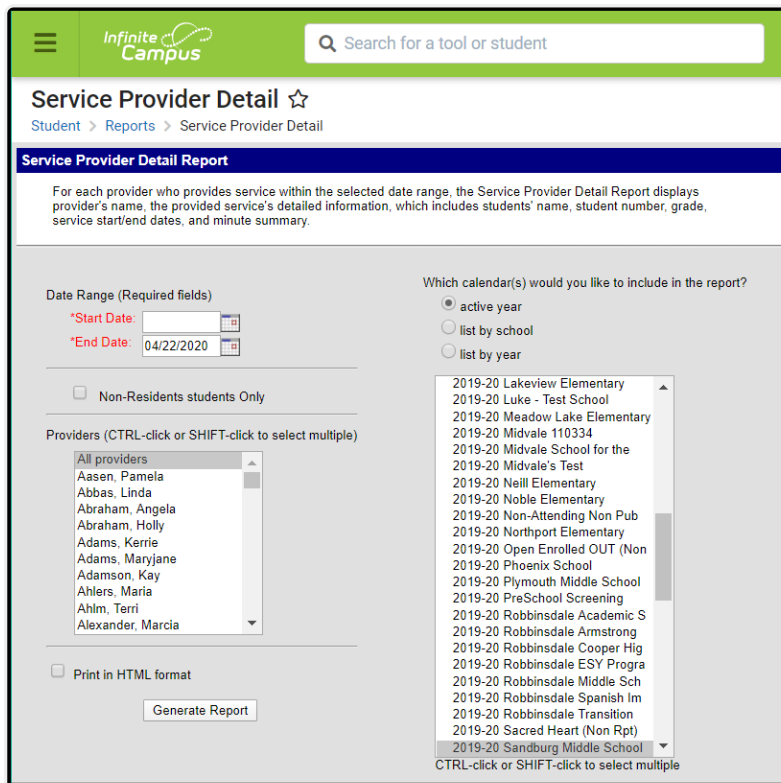 Infinite
Campus
Search for a tool or student
Service Provider Detail
Student > Reports > Service Provider Detail
Service Provider Detail Report
For each provider who provides service within the selected date range, the Service Provider Detail Report displays
provider's name, the provided service's detailed information, which includes students' name, student number, grade,
service start/end dates, and minute summary.
Date Range (Required fields)
*Start Date:
*End Date: 04/22/2020
Non-Residents students Only
Providers (CTRL-click or SHIFT-click to select multiple)
All providers
Aasen, Pamela
Abbas, Linda
Abraham, Angela
Abraham, Holly
Adams, Kerrie
Adams, Maryjane
Adamson, Kay
Ahlers, Maria
Ahlm, Terri
Alexander, Marcia
Print in HTML format
Generate Report
Which calendar(s) would you like to include in the report?
active year
list by school
list by year
2019-20 Lakeview Elementary
2019-20 Luke - Test School
2019-20 Meadow Lake Elementary
2019-20 Midvale 110334
2019-20 Midvale School for the
2019-20 Midvale's Test
2019-20 Neill Elementary
2019-20 Noble Elementary
2019-20 Non-Attending Non Pub
2019-20 Northport Elementary
2019-20 Open Enrolled OUT (Non
2019-20 Phoenix School
2019-20 Plymouth Middle School
2019-20 PreSchool Screening
2019-20 Robbinsdale Academic S
2019-20 Robbinsdale Armstrong
2019-20 Robbinsdale Cooper Hig
2019-20 Robbinsdale ESY Progra
2019-20 Robbinsdale Middle Sch
2019-20 Robbinsdale Spanish Im
2019-20 Robbinsdale Transition
2019-20 Sacred Heart (Non Rpt)
2019-20 Sandburg Middle School
CTRL-click or SHIFT-click to select multiple